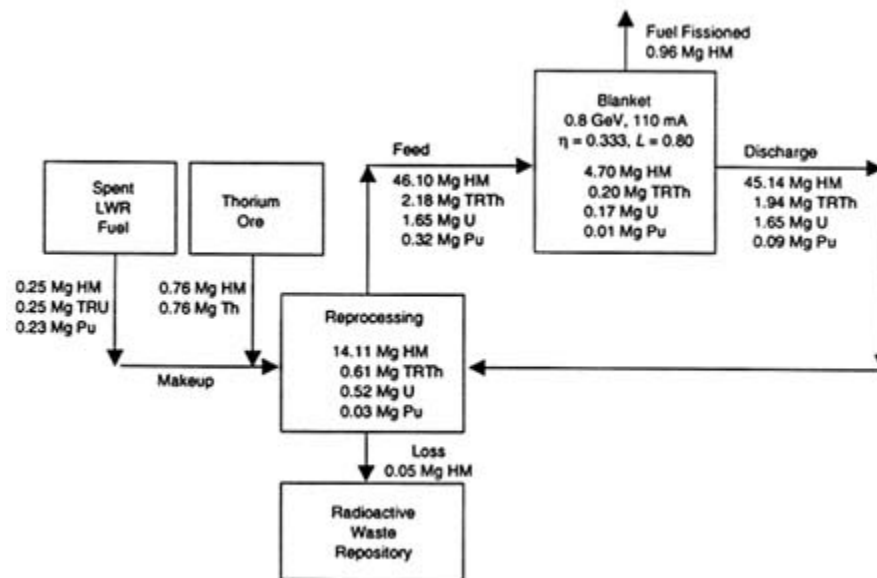 Fuel Fissioned
0.96 Mg HM
Blanket
0.8 GeV, 110 mA
η = 0.333, L = 0.80
4.70 Mg HM
0.20 Mg TRTh
0.17 Mg U
0.01 Mg Pu
Feed
46.10 Mg HM
2.18 Mg TRTh
1.65 Mg U
0.32 Mg Pu
Discharge
45.14 Mg HM
1.94 Mg TRTh
1.65 Mg U
0.09 Mg Pu
Spent
LWR
Fuel
Thorium
Ore
0.25 Mg HM
0.25 Mg TRU
0.23 Mg Pu
0.76 Mg HM
0.76 Mg Th
Makeup
Reprocessing
14.11 Mg HM
0.61 Mg TRTh
0.52 Mg U
0.03 Mg Pu
Loss
0.05 Mg HM
Radioactive
Waste
Repository